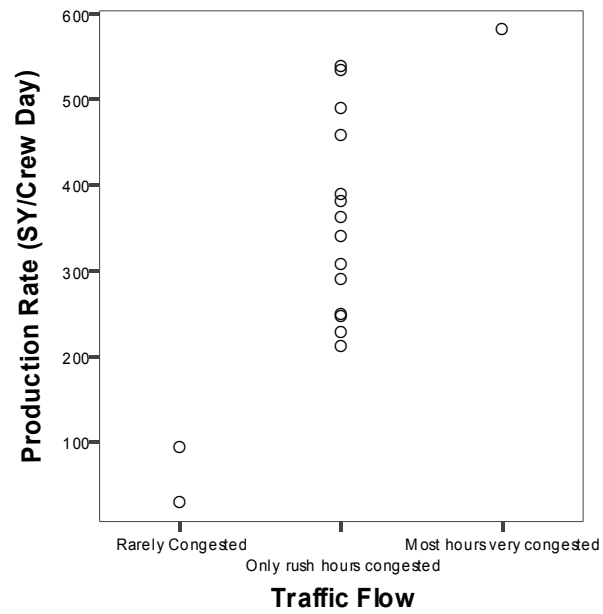 600
500
400
300
200
100
Production Rate (SY/Crew Day)
Rarely Congested
Only rush hours congested
Most hours very congested
Traffic Flow